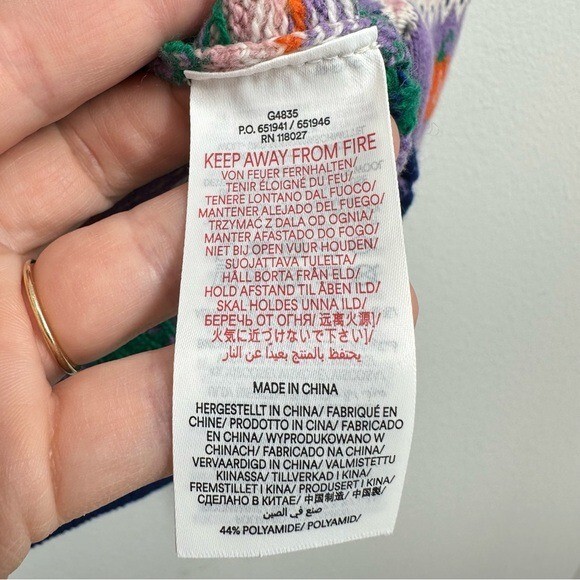 G4835
P.O. 651941 / 651946
RN 118027
KEEP AWAY FROM FIRE
VON FEUER FERNHALTEN/
TENIR ÉLOIGNÉ DU FEU/
TENERE LONTANO DAL FUOCO/
MANTENER ALEJADO DEL FUEGO/
TRZYMAĆ Z DALA OD OGNIA/
MANTER AFASTADO DO FOGO/
NIET BIJ OPEN VUUR HOUDEN/
SUOJATTAVA TULELTA/
HÅLL BORTA FRÅN ELD/
HOLD AFSTAND TIL ÅBEN ILD/
SKAL HOLDES UNNA ILD/
БЕРЕЧЬ ОТ ОГНЯ/ 远离火源]/
火気に近づけないで下さい]/
يحتفظ بالمنتج بعيدًا عن النار
MADE IN CHINA
HERGESTELLT IN CHINA/ FABRIQUÉ EN
CHINE/ PRODOTTO IN CINA/ FABRICADO
EN CHINA/ WYPRODUKOWANO W
CHINACH/ FABRICADO NA CHINA/
VERVAARDIGD IN CHINA/ VALMISTETTU
KIINASSA/ TILLVERKAD I KINA/
FREMSTILLET I KINA/ PRODUSERT I KINA/
СДЕЛАНО В КИТАЕ/ 中国制造/ 中国製/
صنع في الصين
44% POLYAMIDE/ POLYAMID/